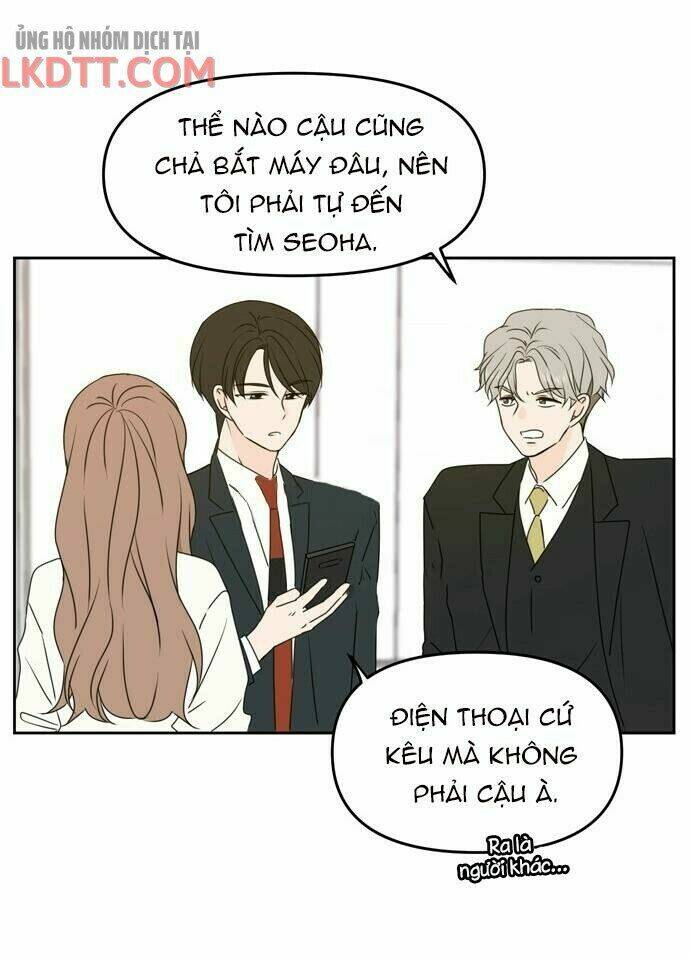 ỦNG HỘ NHÓM DỊCH TẠI
LKDTT.COM
THỂ NÀO CẬU CŨNG
CHẢ BẮT MÁY ĐÂU, NÊN
TÔI PHẢI TỰ ĐẾN
TÌM SEOHA.
ĐIỆN THOẠI CỨ
KÊU MÀ KHÔNG
PHẢI CẬU À.
Ra là
người khác...